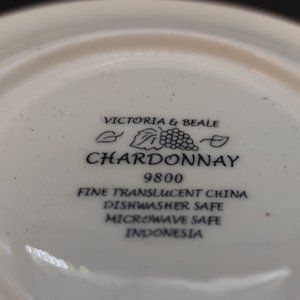 VICTORIA & BEALE
CHARDONNAY
9800
FINE TRANSLUCENT CHINA
DISHWASHER SAFE
MICROWAVE SAFE
INDONESIA